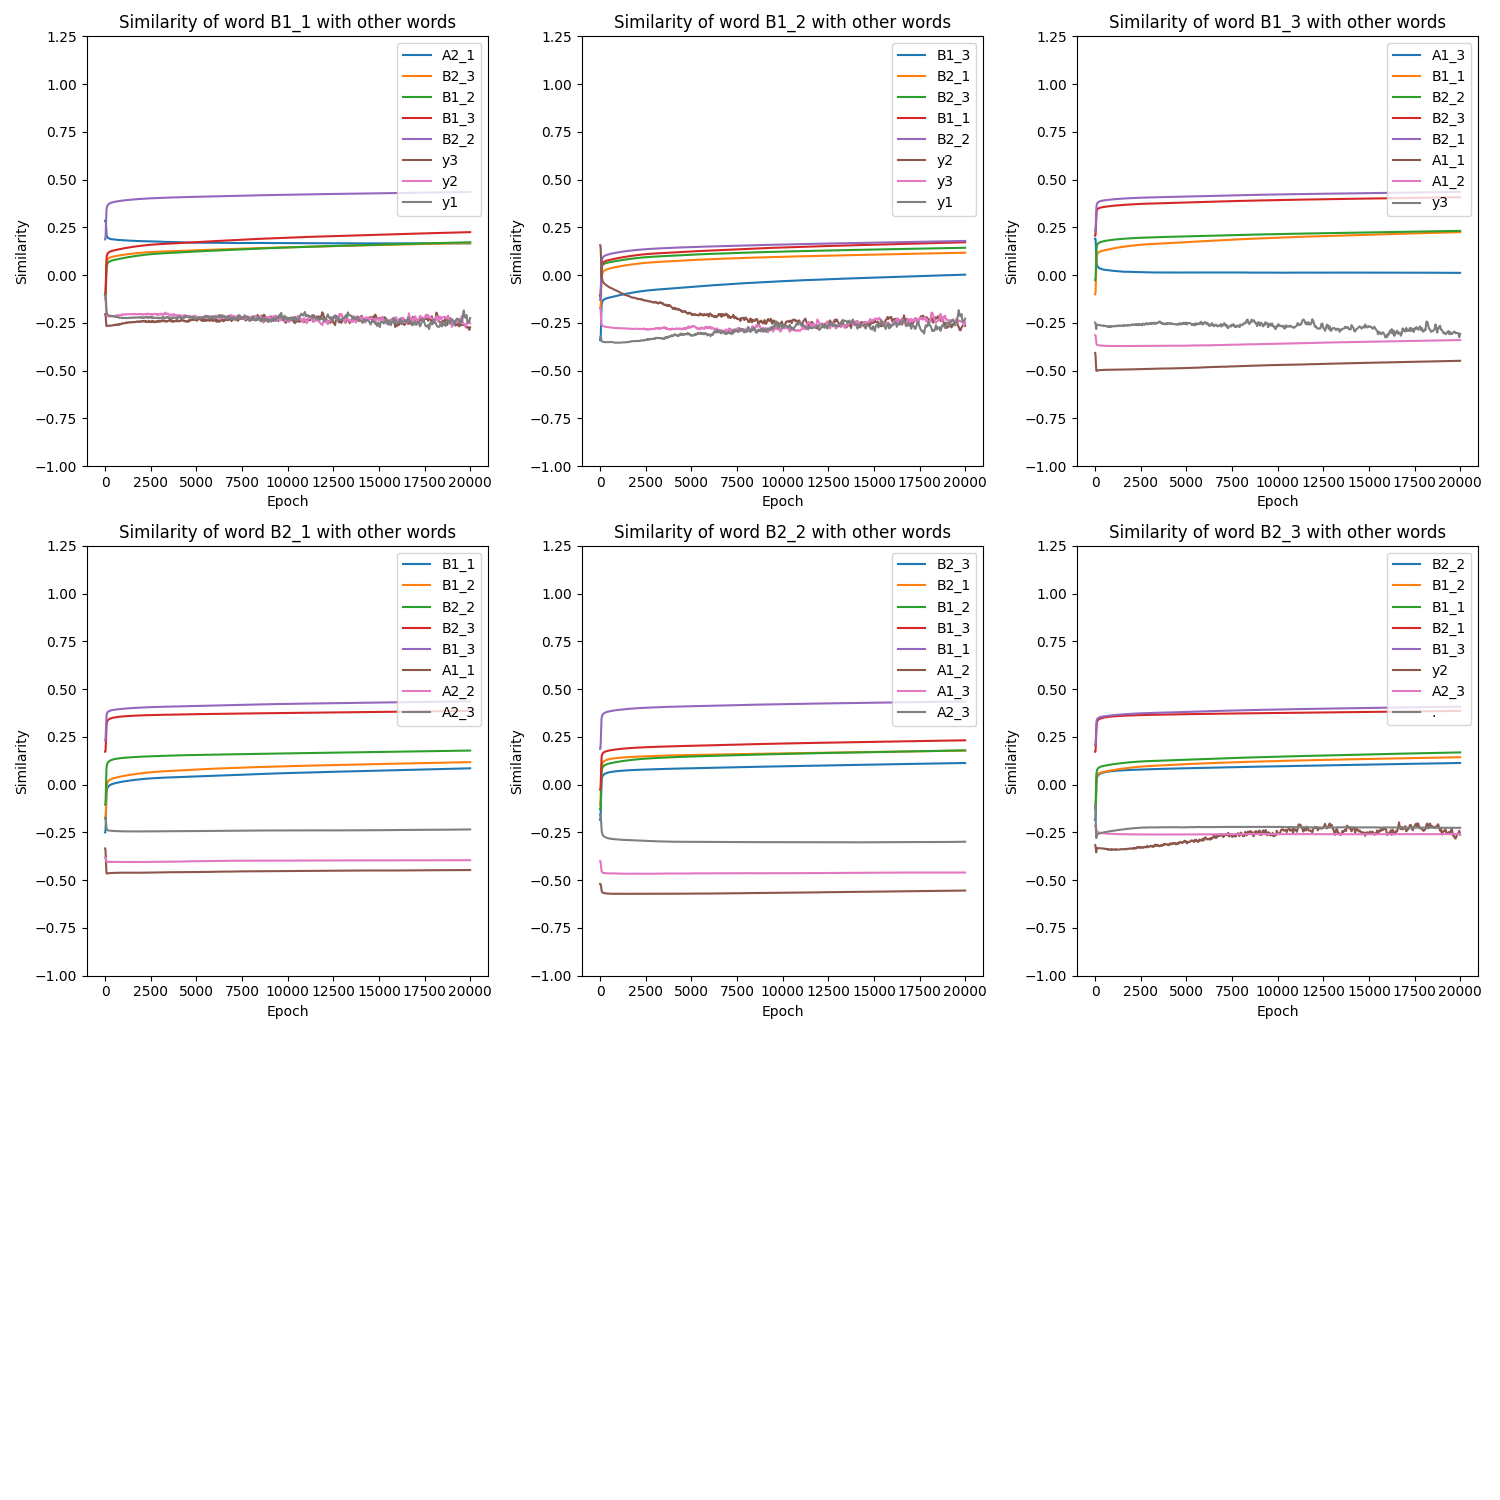 Similarity of word B1_1 with other words
1.25
1.00
0.75
0.50
0.25
0.00
−0.25
−0.50
−0.75
−1.00
Similarity
0 2500 5000 7500 10000 12500 15000 17500 20000
Epoch
A2_1
B2_3
B1_2
B1_3
B2_2
y3
y2
y1
Similarity of word B1_2 with other words
1.25
1.00
0.75
0.50
0.25
0.00
−0.25
−0.50
−0.75
−1.00
Similarity
0 2500 5000 7500 10000 12500 15000 17500 20000
Epoch
B1_3
B2_1
B2_3
B1_1
B2_2
y2
y3
y1
Similarity of word B1_3 with other words
1.25
1.00
0.75
0.50
0.25
0.00
−0.25
−0.50
−0.75
−1.00
Similarity
0 2500 5000 7500 10000 12500 15000 17500 20000
Epoch
A1_3
B1_1
B2_2
B2_3
B2_1
A1_1
A1_2
y3
Similarity of word B2_1 with other words
1.25
1.00
0.75
0.50
0.25
0.00
−0.25
−0.50
−0.75
−1.00
Similarity
0 2500 5000 7500 10000 12500 15000 17500 20000
Epoch
B1_1
B1_2
B2_2
B2_3
B1_3
A1_1
A2_2
A2_3
Similarity of word B2_2 with other words
1.25
1.00
0.75
0.50
0.25
0.00
−0.25
−0.50
−0.75
−1.00
Similarity
0 2500 5000 7500 10000 12500 15000 17500 20000
Epoch
B2_3
B2_1
B1_2
B1_3
B1_1
A1_2
A1_3
A2_3
Similarity of word B2_3 with other words
1.25
1.00
0.75
0.50
0.25
0.00
−0.25
−0.50
−0.75
−1.00
Similarity
0 2500 5000 7500 10000 12500 15000 17500 20000
Epoch
B2_2
B1_2
B1_1
B2_1
B1_3
y2
A2_3
.